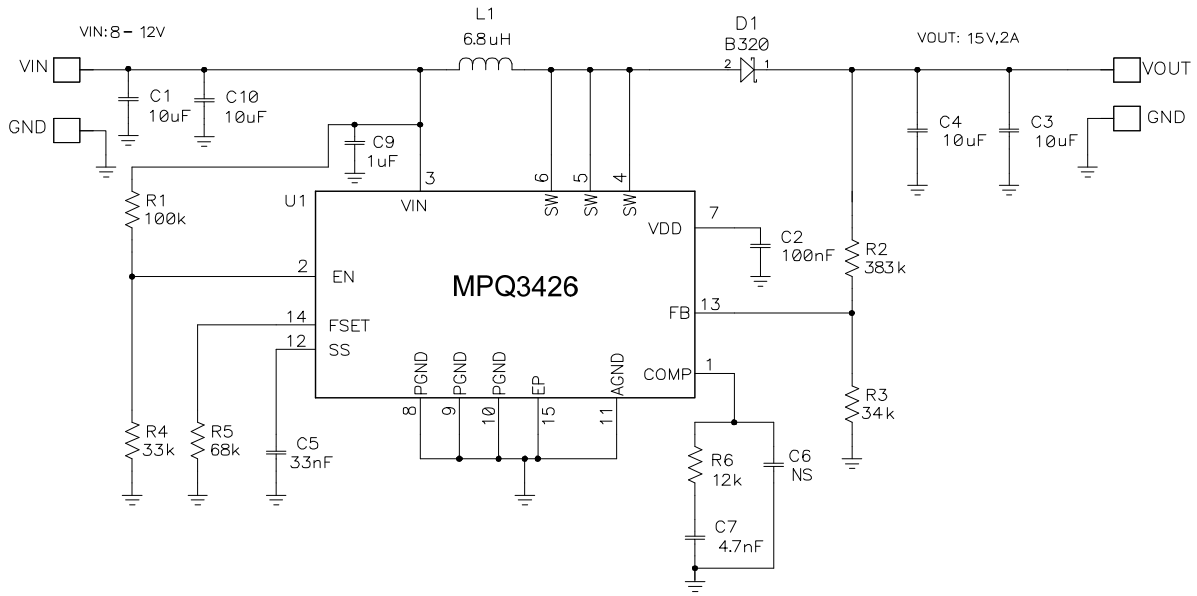 VIN:8- 12V
L1
6.8uH
D1
B320
VOUT: 15V,2A
VIN
2
1
VOUT
C1
10uF
C10
10uF
GND
C9
1uF
C4
10uF
C3
10uF
GND
3
6
5
4
U1
VIN
SW
SW
SW
R1
100k
7
VDD
C2
100nF
R2
383k
2
EN
MPQ3426
13
FB
14
FSET
12
SS
PGND
PGND
PGND
EP
AGND
COMP
1
8
9
10
15
11
R3
34k
R4
33k
R5
68k
C5
33nF
R6
12k
C6
NS
C7
4.7nF